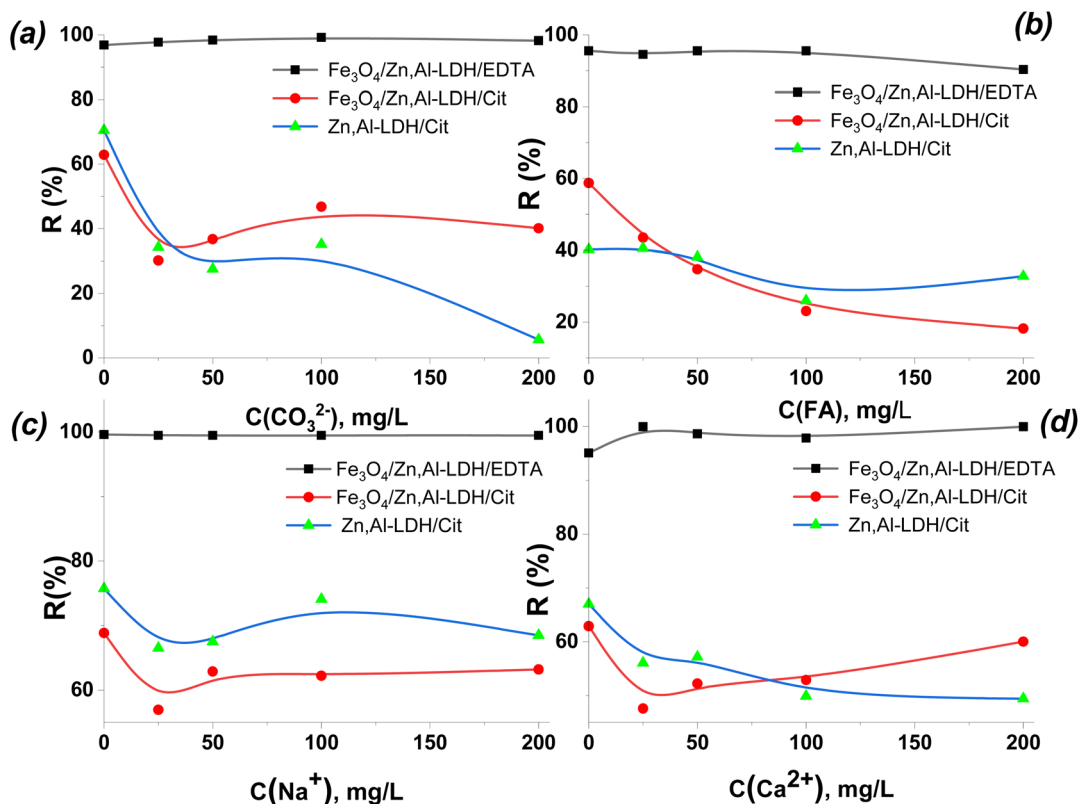 (a)
R (%)
100
80
60
40
20
0
0 50 100 150 200
C(CO₃²⁻), mg/L
Fe₃O₄/Zn,Al-LDH/EDTA
Fe₃O₄/Zn,Al-LDH/Cit
Zn,Al-LDH/Cit
(b)
R (%)
100
80
60
40
20
0 50 100 150 200
C(FA), mg/L
Fe₃O₄/Zn,Al-LDH/EDTA
Fe₃O₄/Zn,Al-LDH/Cit
Zn,Al-LDH/Cit
(c)
R(%)
100
80
60
0 50 100 150 200
C(Na⁺), mg/L
Fe₃O₄/Zn,Al-LDH/EDTA
Fe₃O₄/Zn,Al-LDH/Cit
Zn,Al-LDH/Cit
(d)
R (%)
100
80
60
0 50 100 150 200
C(Ca²⁺), mg/L
Fe₃O₄/Zn,Al-LDH/EDTA
Fe₃O₄/Zn,Al-LDH/Cit
Zn,Al-LDH/Cit